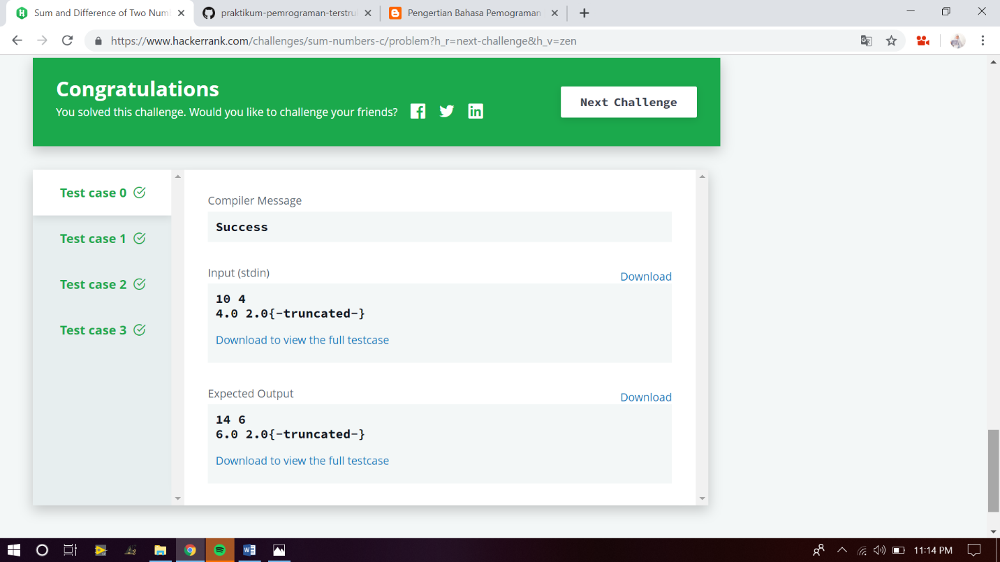 Sum and Difference of Two Num
praktikum-pemrograman-terstru
Pengertian Bahasa Pemograman
https://www.hackerrank.com/challenges/sum-numbers-c/problem?h_r=next-challenge&h_v=zen
Congratulations
You solved this challenge. Would you like to challenge your friends?
Next Challenge
Test case 0
Test case 1
Test case 2
Test case 3
Compiler Message
Success
Input (stdin)
Download
10 4
4.0 2.0{-truncated-}
Download to view the full testcase
Expected Output
Download
14 6
6.0 2.0{-truncated-}
Download to view the full testcase
11:14 PM